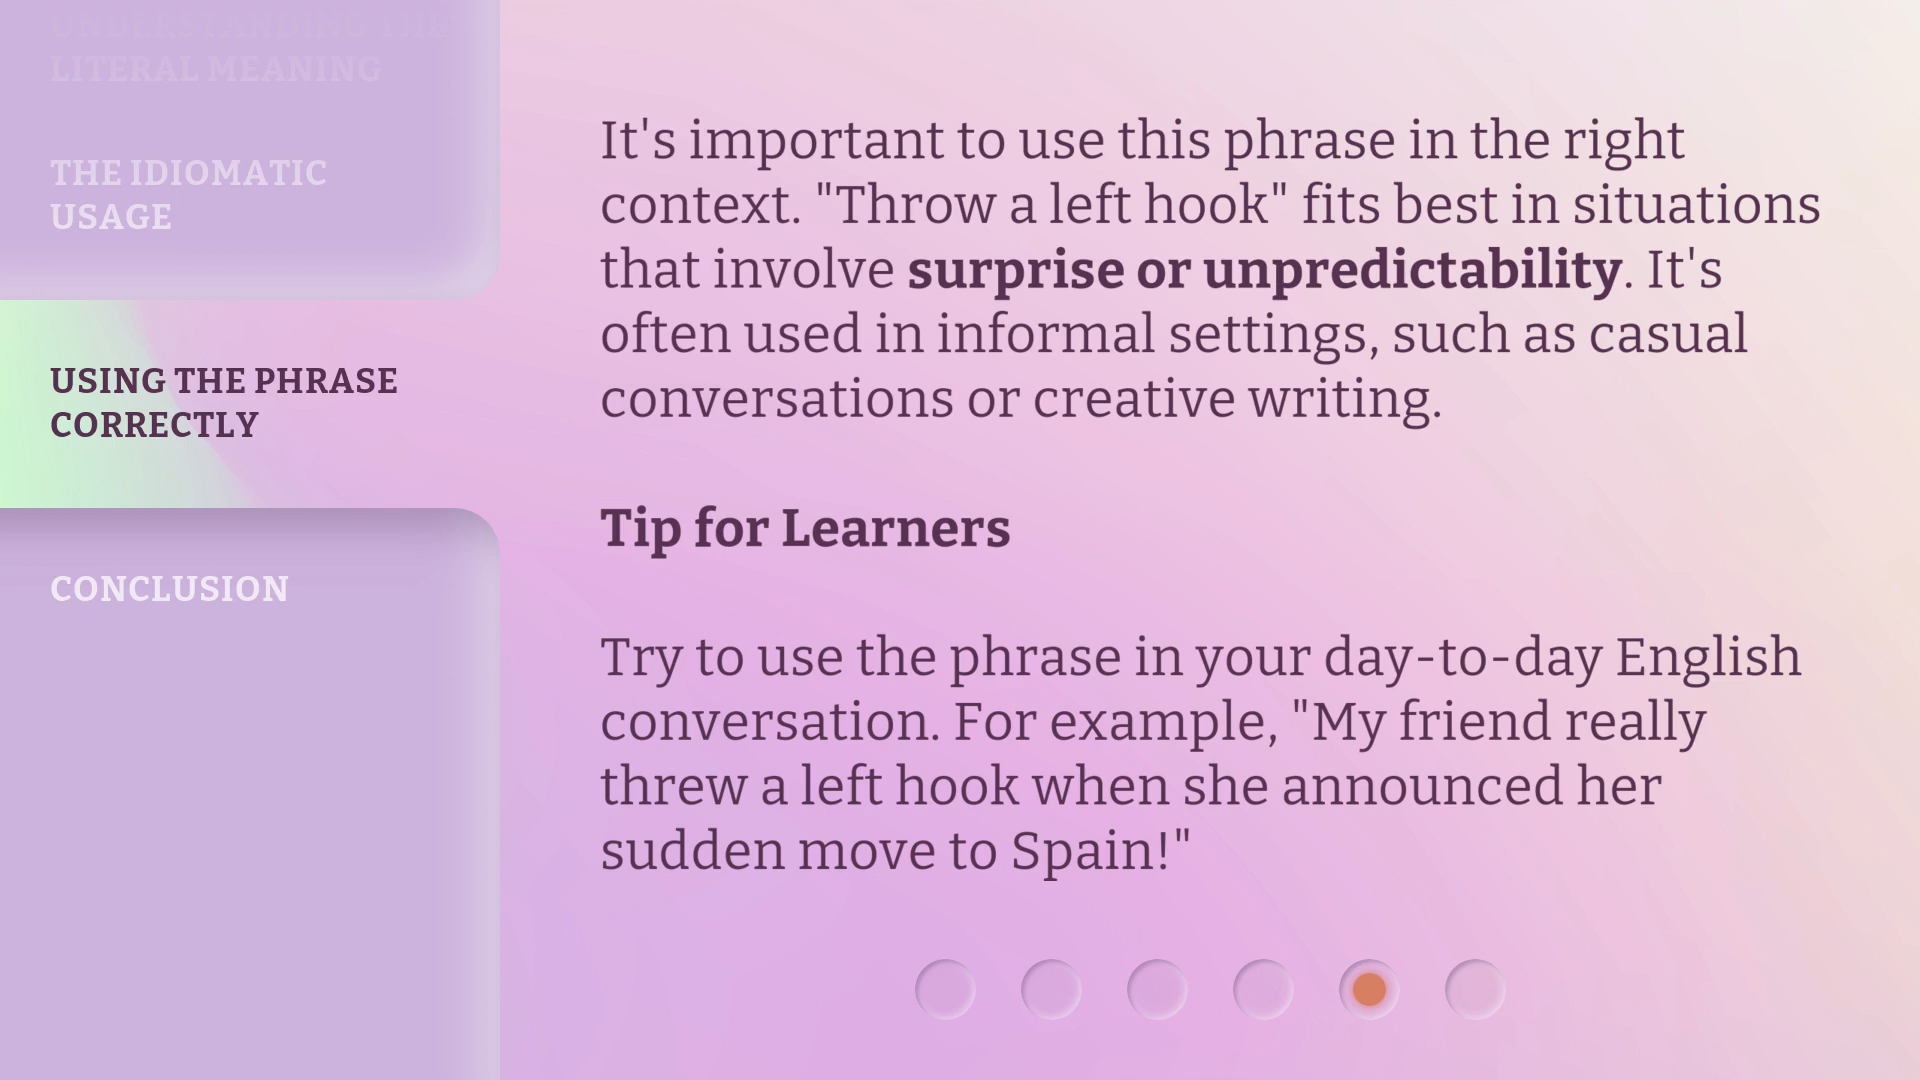 UNDERSTANDING THE
LITERAL MEANING
THE IDIOMATIC
USAGE
USING THE PHRASE
CORRECTLY
CONCLUSION
It's important to use this phrase in the right
context. "Throw a left hook" fits best in situations
that involve surprise or unpredictability. It's
often used in informal settings, such as casual
conversations or creative writing.
Tip for Learners
Try to use the phrase in your day-to-day English
conversation. For example, "My friend really
threw a left hook when she announced her
sudden move to Spain!"